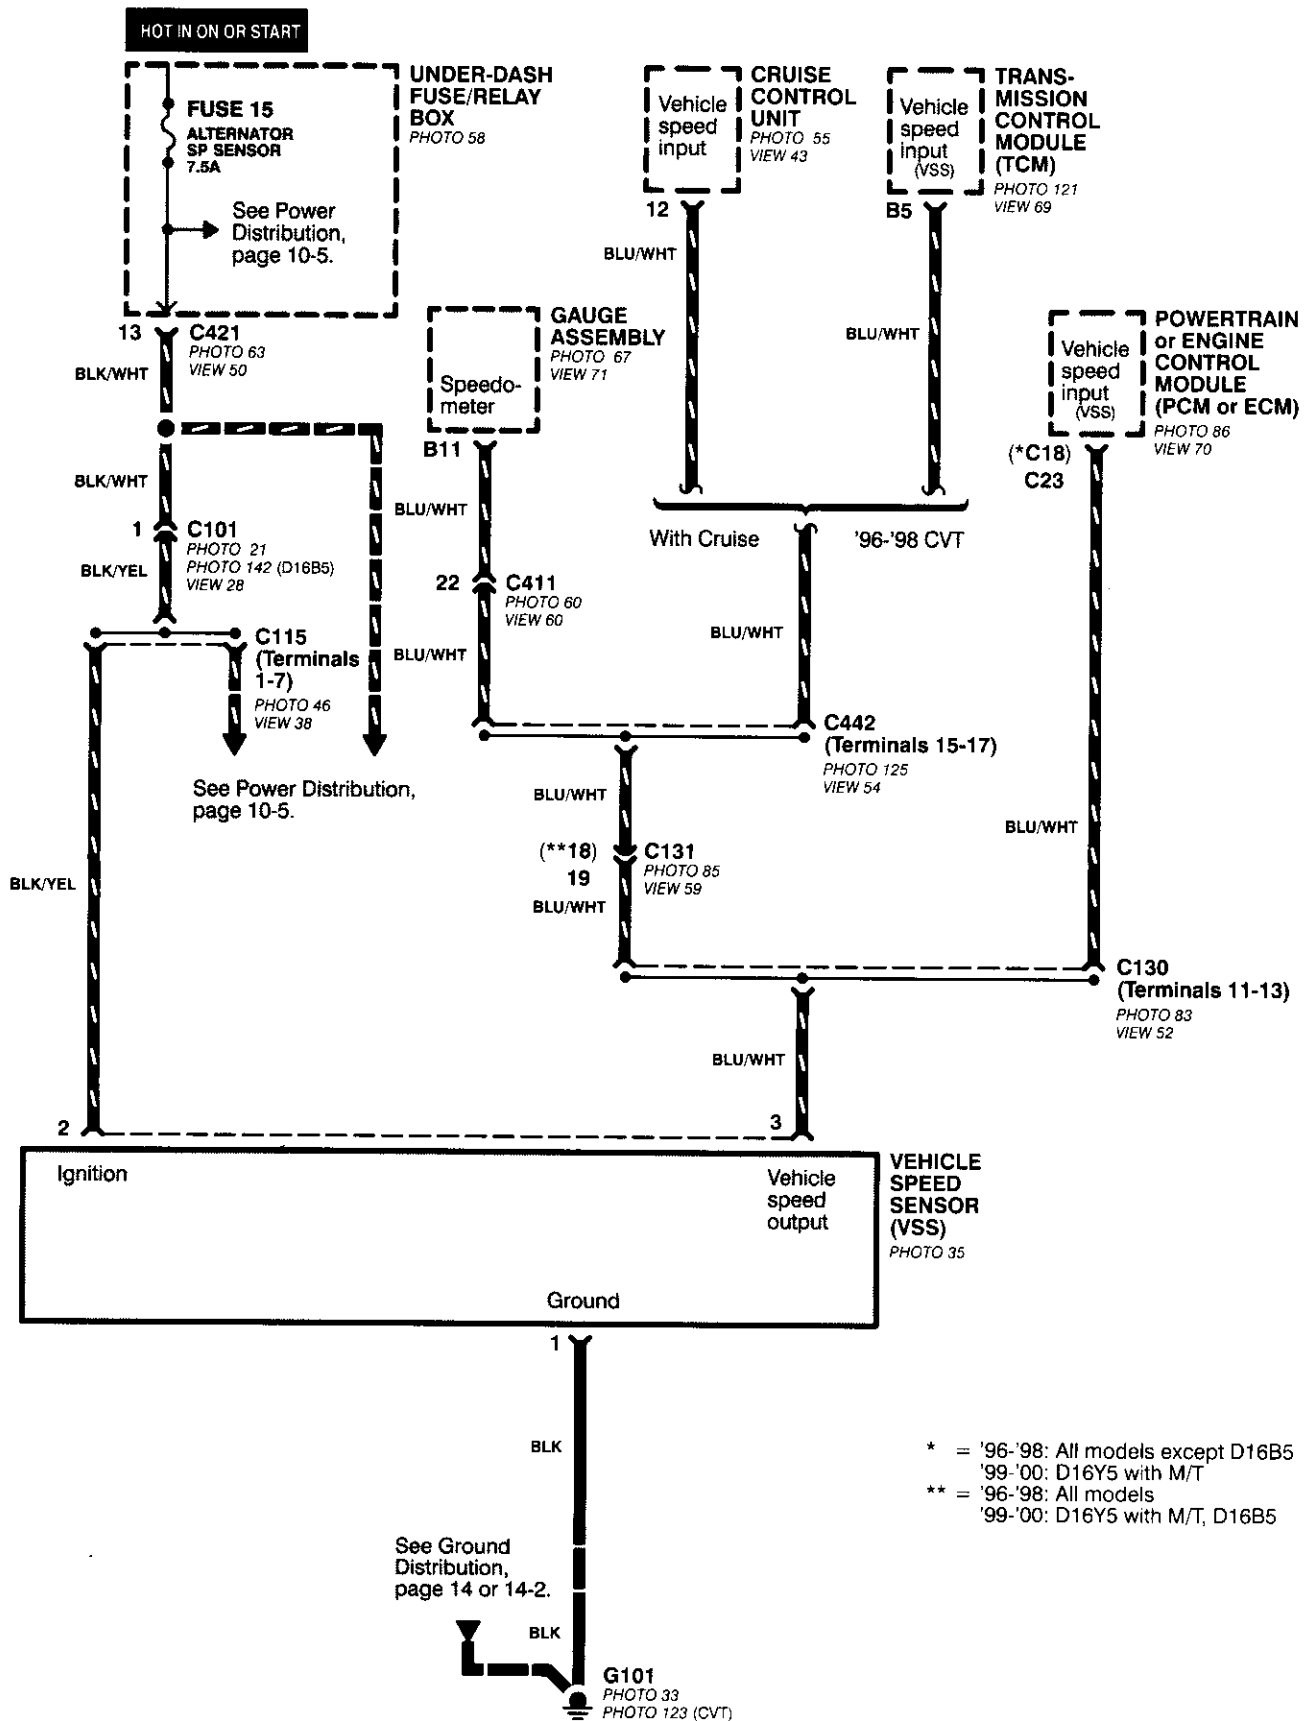 HOT IN ON OR START
UNDER-DASH
FUSE/RELAY
BOX
PHOTO 58
FUSE 15
ALTERNATOR
SP SENSOR
7.5A
See Power
Distribution,
page 10-5.
CRUISE
CONTROL
UNIT
PHOTO 55
VIEW 43
Vehicle
speed
input
TRANS-
MISSION
CONTROL
MODULE
(TCM)
PHOTO 121
VIEW 69
Vehicle
speed
input
(VSS)
12
B5
BLU/WHT
BLU/WHT
13
C421
PHOTO 63
VIEW 50
BLK/WHT
GAUGE
ASSEMBLY
PHOTO 67
VIEW 71
Speedo-
meter
B11
POWERTRAIN
or ENGINE
CONTROL
MODULE
(PCM or ECM)
PHOTO 86
VIEW 70
Vehicle
speed
input
(VSS)
(*C18)
C23
BLK/WHT
BLU/WHT
1
C101
PHOTO 21
PHOTO 142 (D16B5)
VIEW 28
BLK/YEL
With Cruise
'96-'98 CVT
22
C411
PHOTO 60
VIEW 60
BLU/WHT
BLU/WHT
C115
(Terminals
1-7)
PHOTO 46
VIEW 38
See Power Distribution,
page 10-5.
C442
(Terminals 15-17)
PHOTO 125
VIEW 54
BLU/WHT
BLU/WHT
(**18)
19
C131
PHOTO 85
VIEW 59
BLU/WHT
BLK/YEL
C130
(Terminals 11-13)
PHOTO 83
VIEW 52
BLU/WHT
2
3
Ignition
Vehicle
speed
output
VEHICLE
SPEED
SENSOR
(VSS)
PHOTO 35
Ground
1
BLK
* = '96-'98: All models except D16B5
'99-'00: D16Y5 with M/T
** = '96-'98: All models
'99-'00: D16Y5 with M/T, D16B5
See Ground
Distribution,
page 14 or 14-2.
BLK
G101
PHOTO 33
PHOTO 123 (CVT)